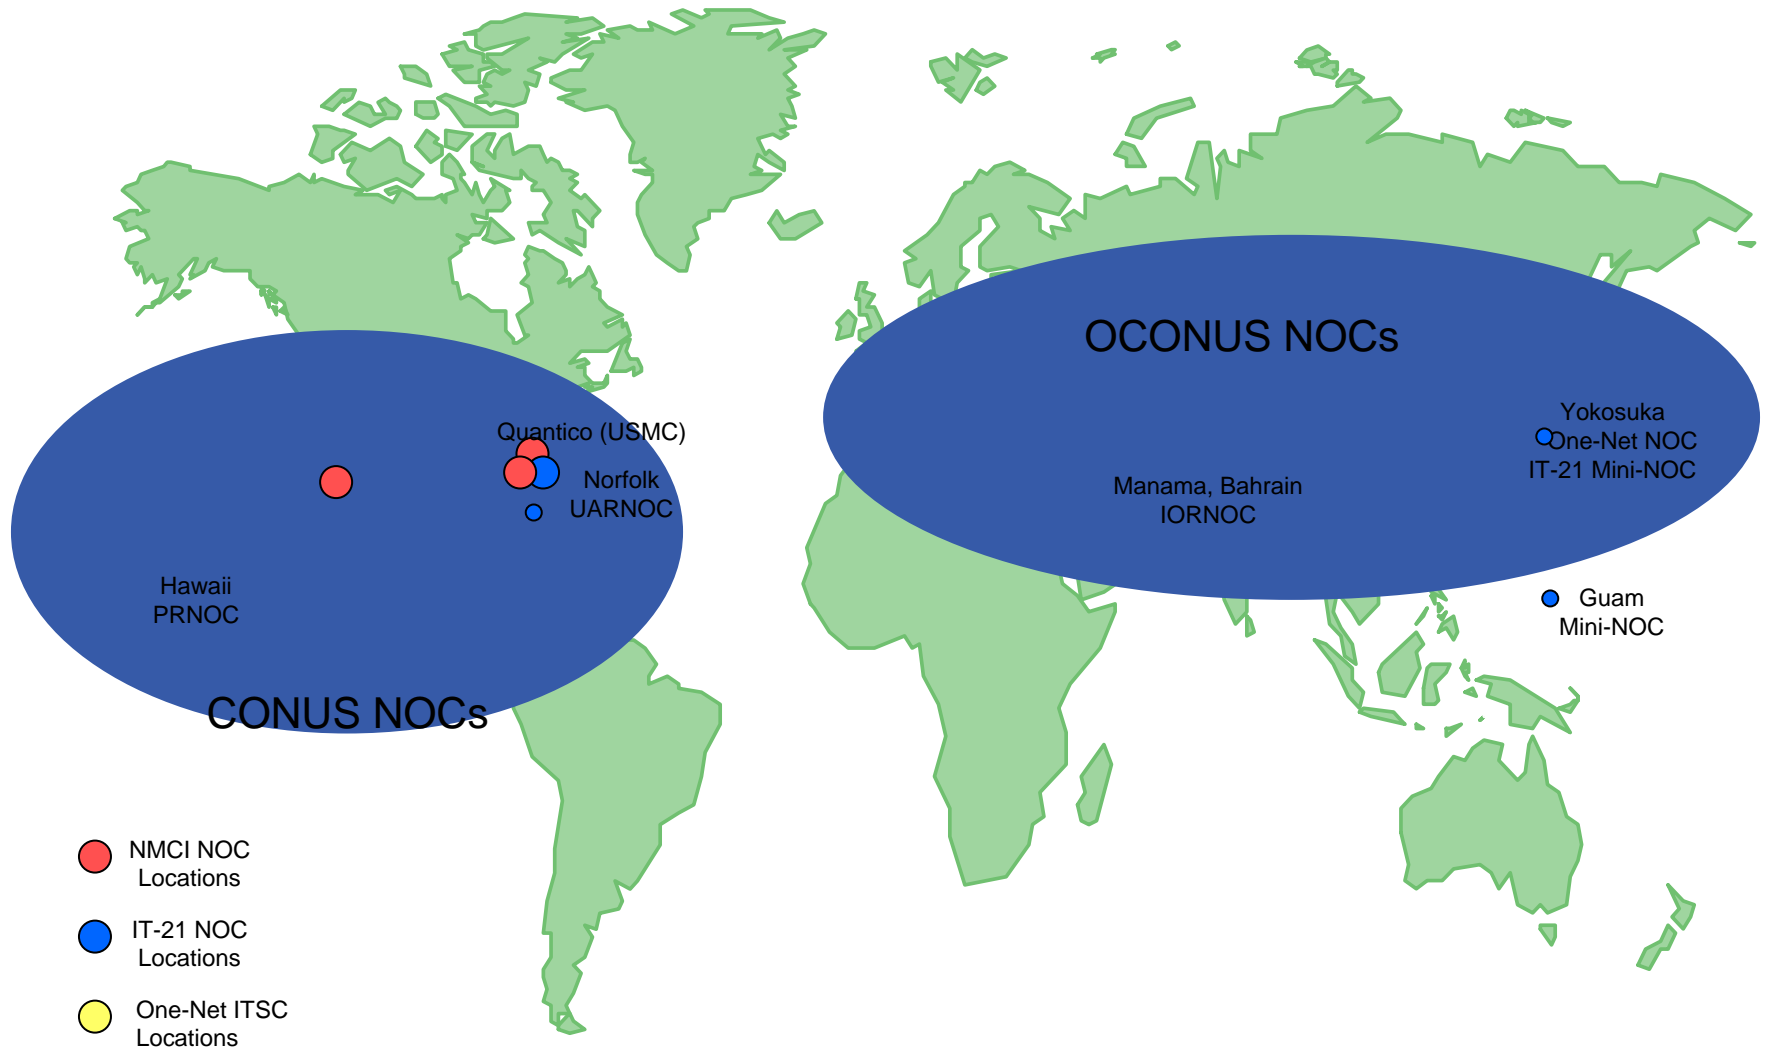 OCONUS NOCs
Yokosuka
One-Net NOC
IT-21 Mini-NOC
Quantico (USMC)
Norfolk
UARNOC
Manama, Bahrain
IORNOC
Hawaii
PRNOC
Guam
Mini-NOC
CONUS NOCs
NMCI NOC
Locations
IT-21 NOC
Locations
One-Net ITSC
Locations